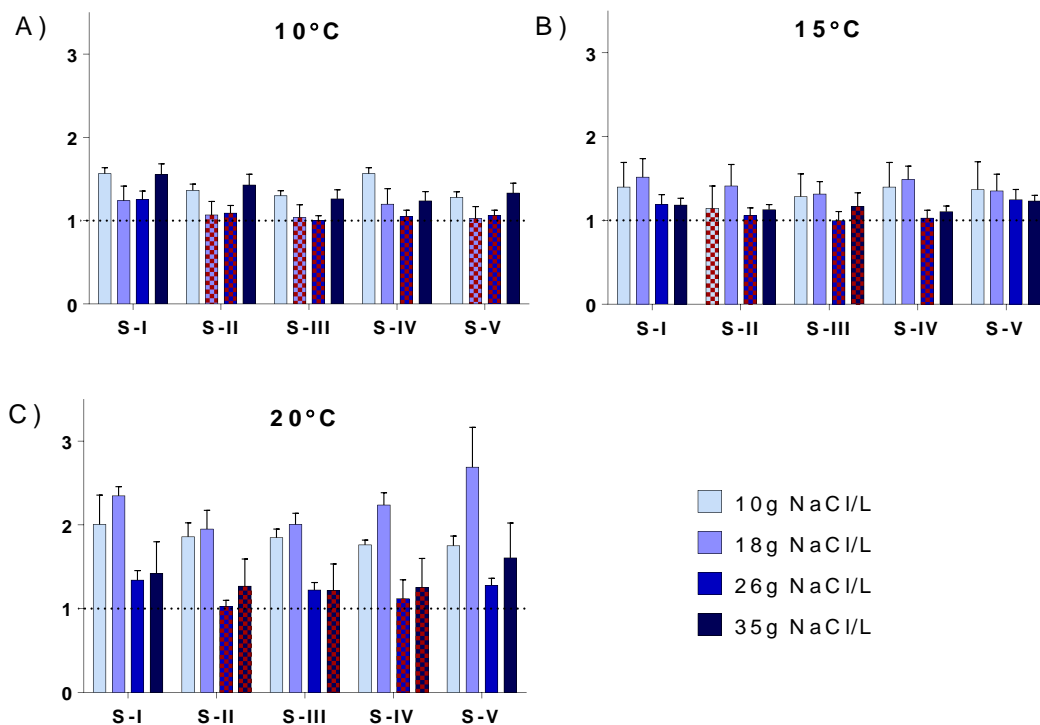 A)
10°C
3
2
1
0
S-I S-II S-III S-IV S-V
B)
15°C
3
2
1
0
S-I S-II S-III S-IV S-V
C)
20°C
3
2
1
0
S-I S-II S-III S-IV S-V
10g NaCl/L
18g NaCl/L
26g NaCl/L
35g NaCl/L